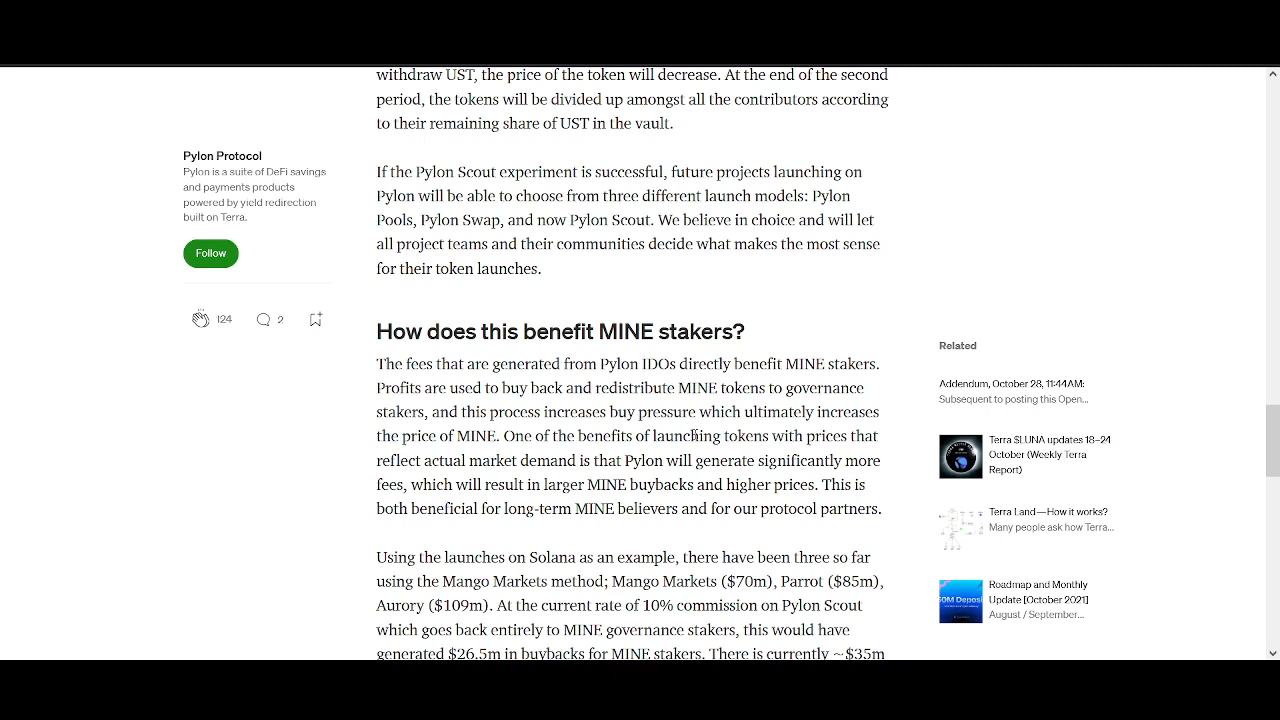 withdraw UST, the price of the token will decrease. At the end of the second
period, the tokens will be divided up amongst all the contributors according
to their remaining share of UST in the vault.
Pylon Protocol
Pylon is a suite of DeFi savings
and payments products
powered by yield redirection
built on Terra.
Follow
124
2
If the Pylon Scout experiment is successful, future projects launching on
Pylon will be able to choose from three different launch models: Pylon
Pools, Pylon Swap, and now Pylon Scout. We believe in choice and will let
all project teams and their communities decide what makes the most sense
for their token launches.
How does this benefit MINE stakers?
The fees that are generated from Pylon IDOs directly benefit MINE stakers.
Profits are used to buy back and redistribute MINE tokens to governance
stakers, and this process increases buy pressure which ultimately increases
the price of MINE. One of the benefits of launching tokens with prices that
reflect actual market demand is that Pylon will generate significantly more
fees, which will result in larger MINE buybacks and higher prices. This is
both beneficial for long-term MINE believers and for our protocol partners.
Using the launches on Solana as an example, there have been three so far
using the Mango Markets method; Mango Markets ($70m), Parrot ($85m),
Aurory ($109m). At the current rate of 10% commission on Pylon Scout
which goes back entirely to MINE governance stakers, this would have
generated $26.5m in buybacks for MINE stakers. There is currently ~$35m
Related
Addendum, October 28, 11:44AM:
Subsequent to posting this Open...
Terra $LUNA updates 18–24
October (Weekly Terra
Report)
Terra Land—How it works?
Many people ask how Terra...
Roadmap and Monthly
Update [October 2021]
August / September...